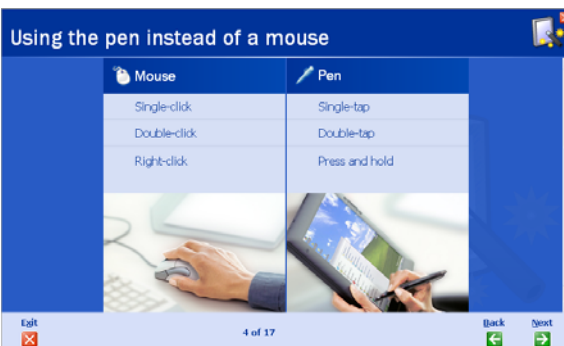 Using the pen instead of a mouse
Mouse
Pen
Single-click
Single-tap
Double-click
Double-tap
Right-click
Press and hold
Exit
4 of 17
Back
Next